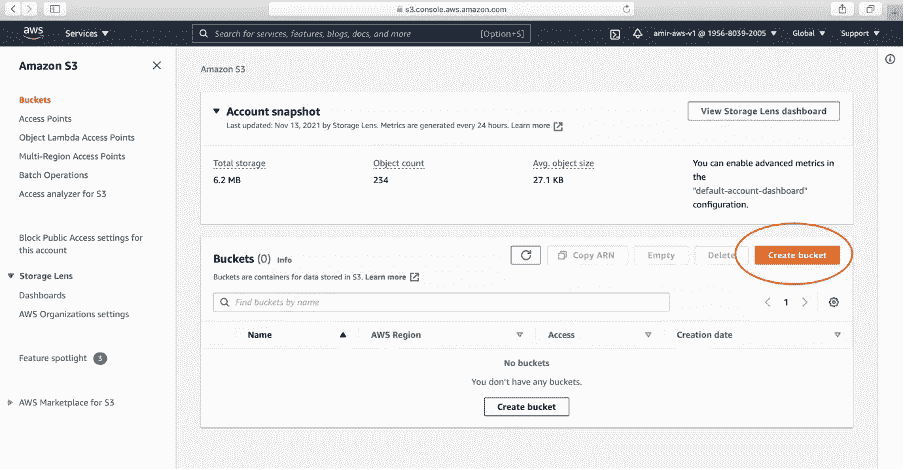 s3.console.aws.amazon.com
aws
Services
Search for services, features, blogs, docs, and more
[Option+S]
amir-aws-v1 @ 1956-8039-2005
Global
Support
Amazon S3
Buckets
Access Points
Object Lambda Access Points
Multi-Region Access Points
Batch Operations
Access analyzer for S3
Block Public Access settings for
this account
Storage Lens
Dashboards
AWS Organizations settings
Feature spotlight 3
AWS Marketplace for S3
Amazon S3
Account snapshot
Last updated: Nov 13, 2021 by Storage Lens. Metrics are generated every 24 hours. Learn more
View Storage Lens dashboard
Total storage
6.2 MB
Object count
234
Avg. object size
27.1 KB
You can enable advanced metrics in
the
"default-account-dashboard"
configuration.
Buckets (0) Info
Buckets are containers for data stored in S3. Learn more
Copy ARN
Empty
Delete
Create bucket
Find buckets by name
1
Name
AWS Region
Access
Creation date
No buckets
You don't have any buckets.
Create bucket